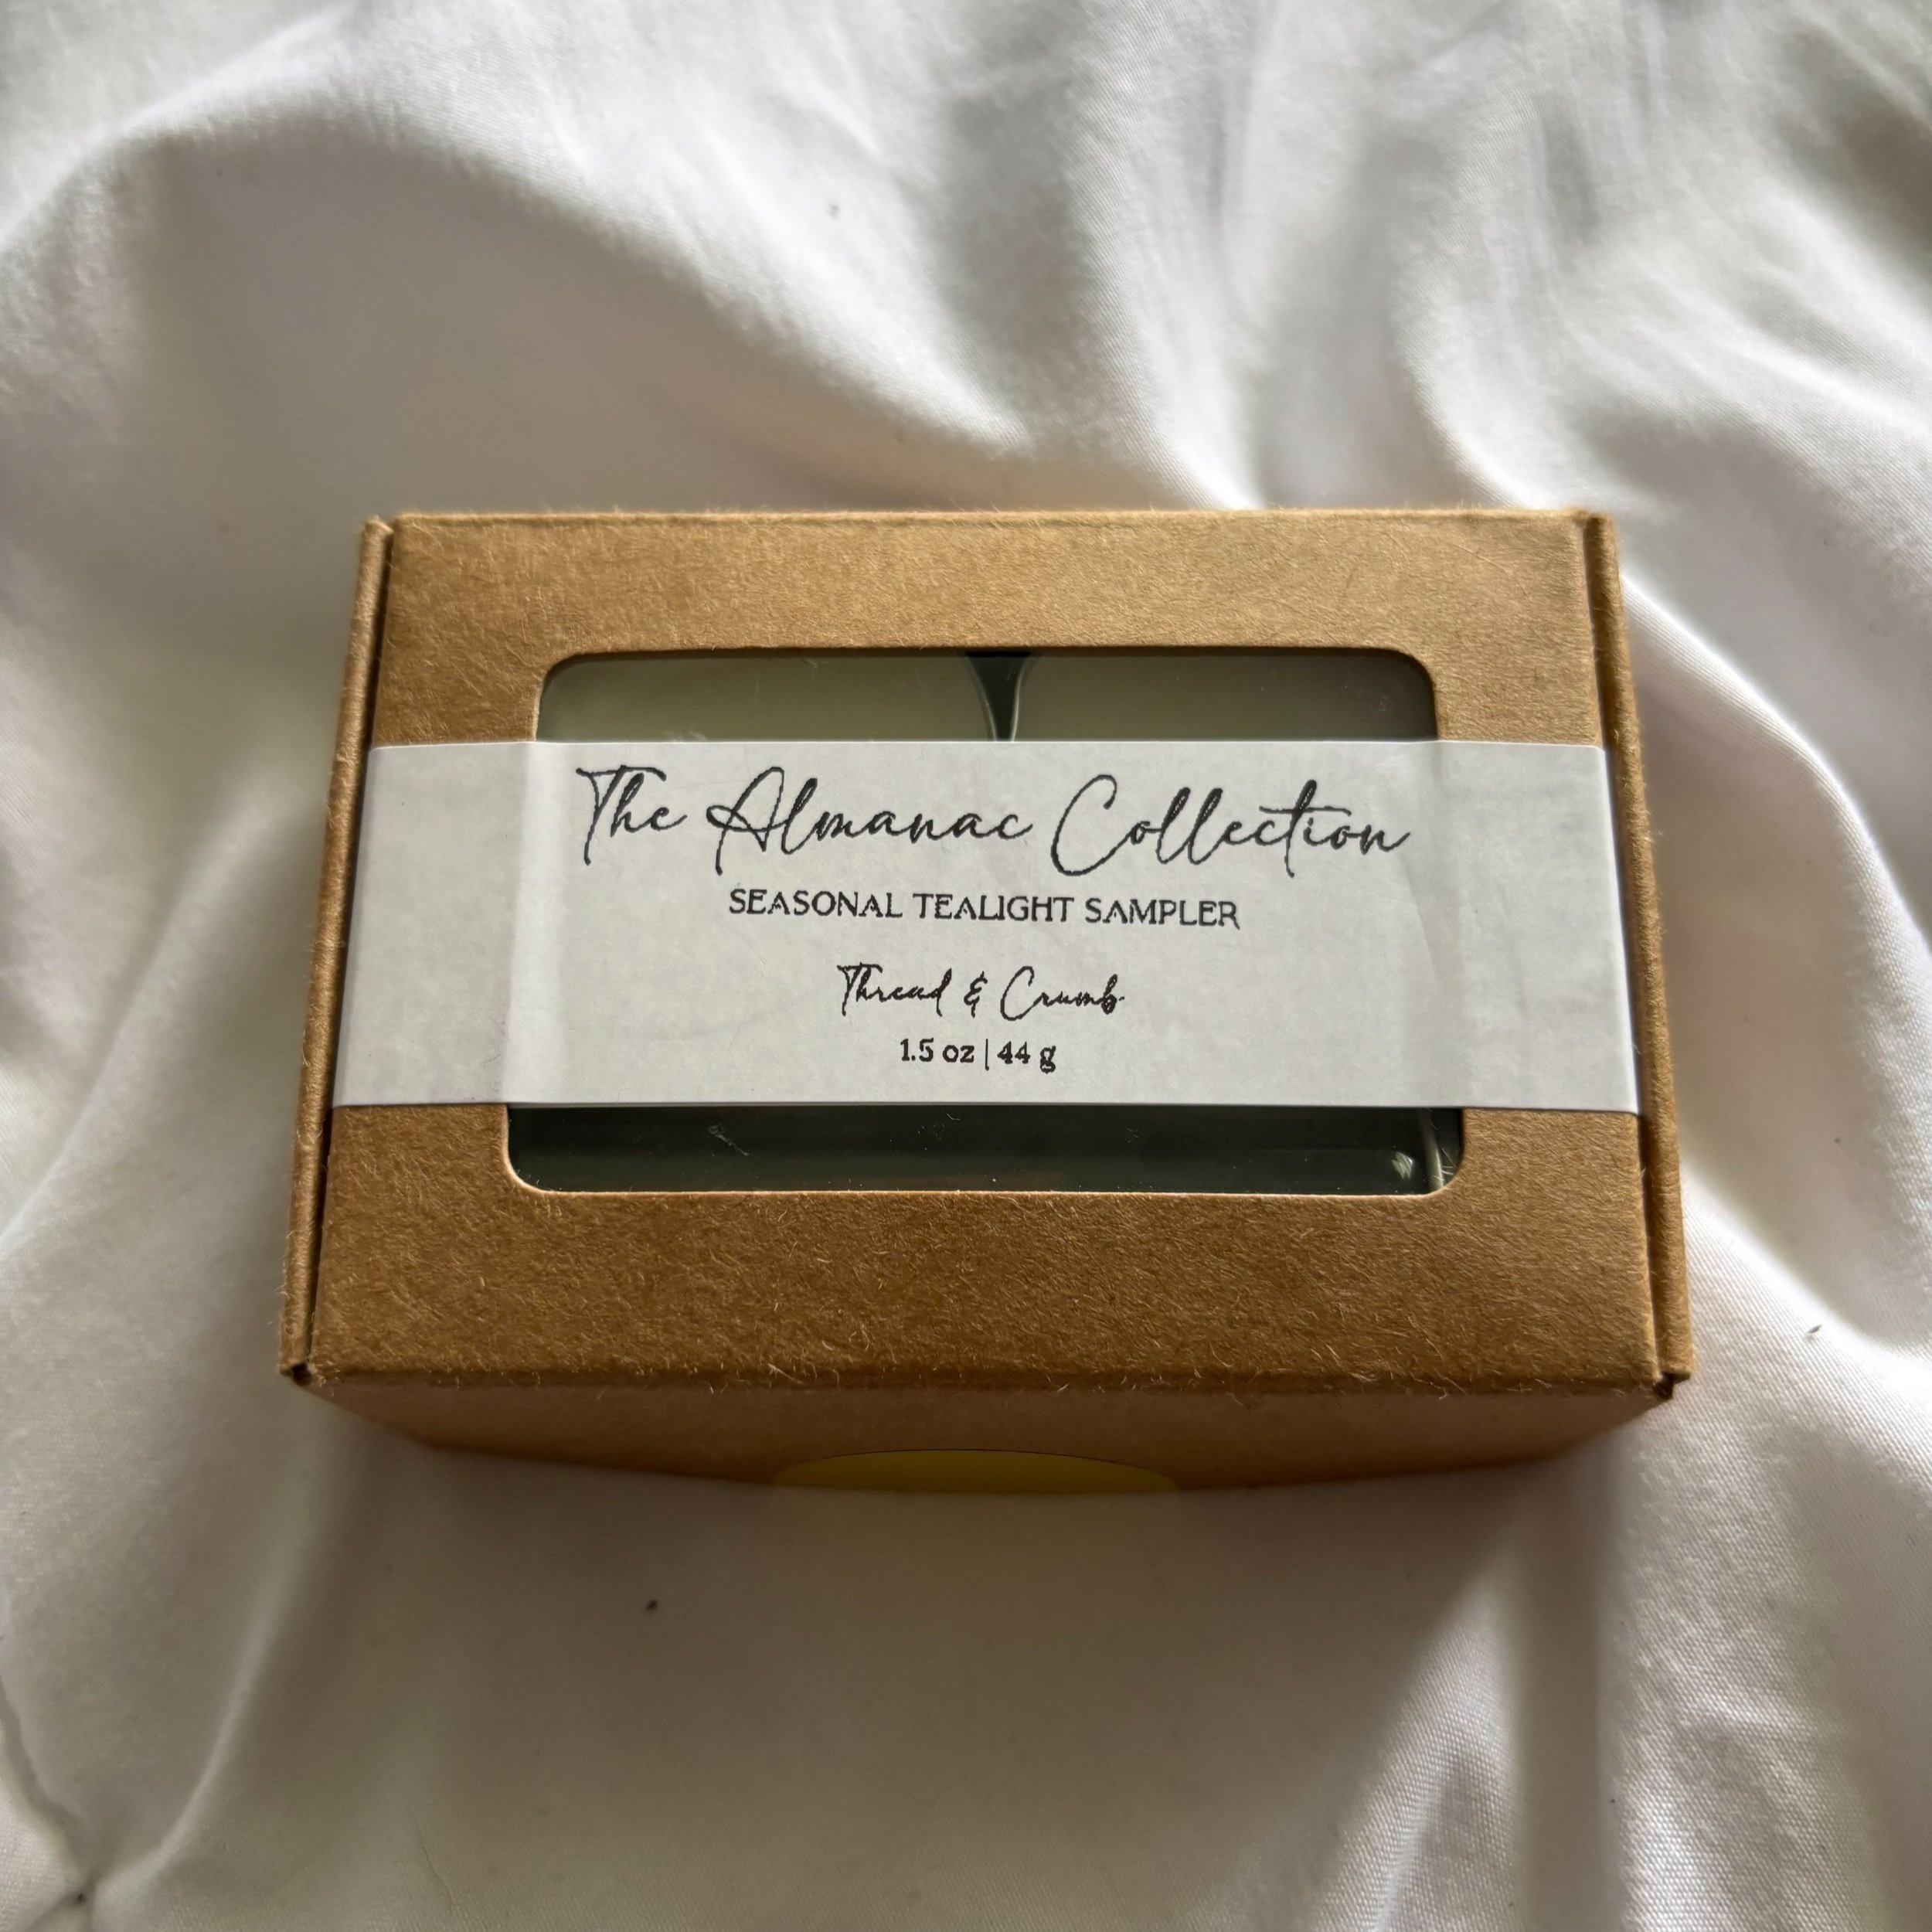 The Almanac Collection
SEASONAL TEALIGHT SAMPLER
Thread & Crumb
1.5 oz | 44 g